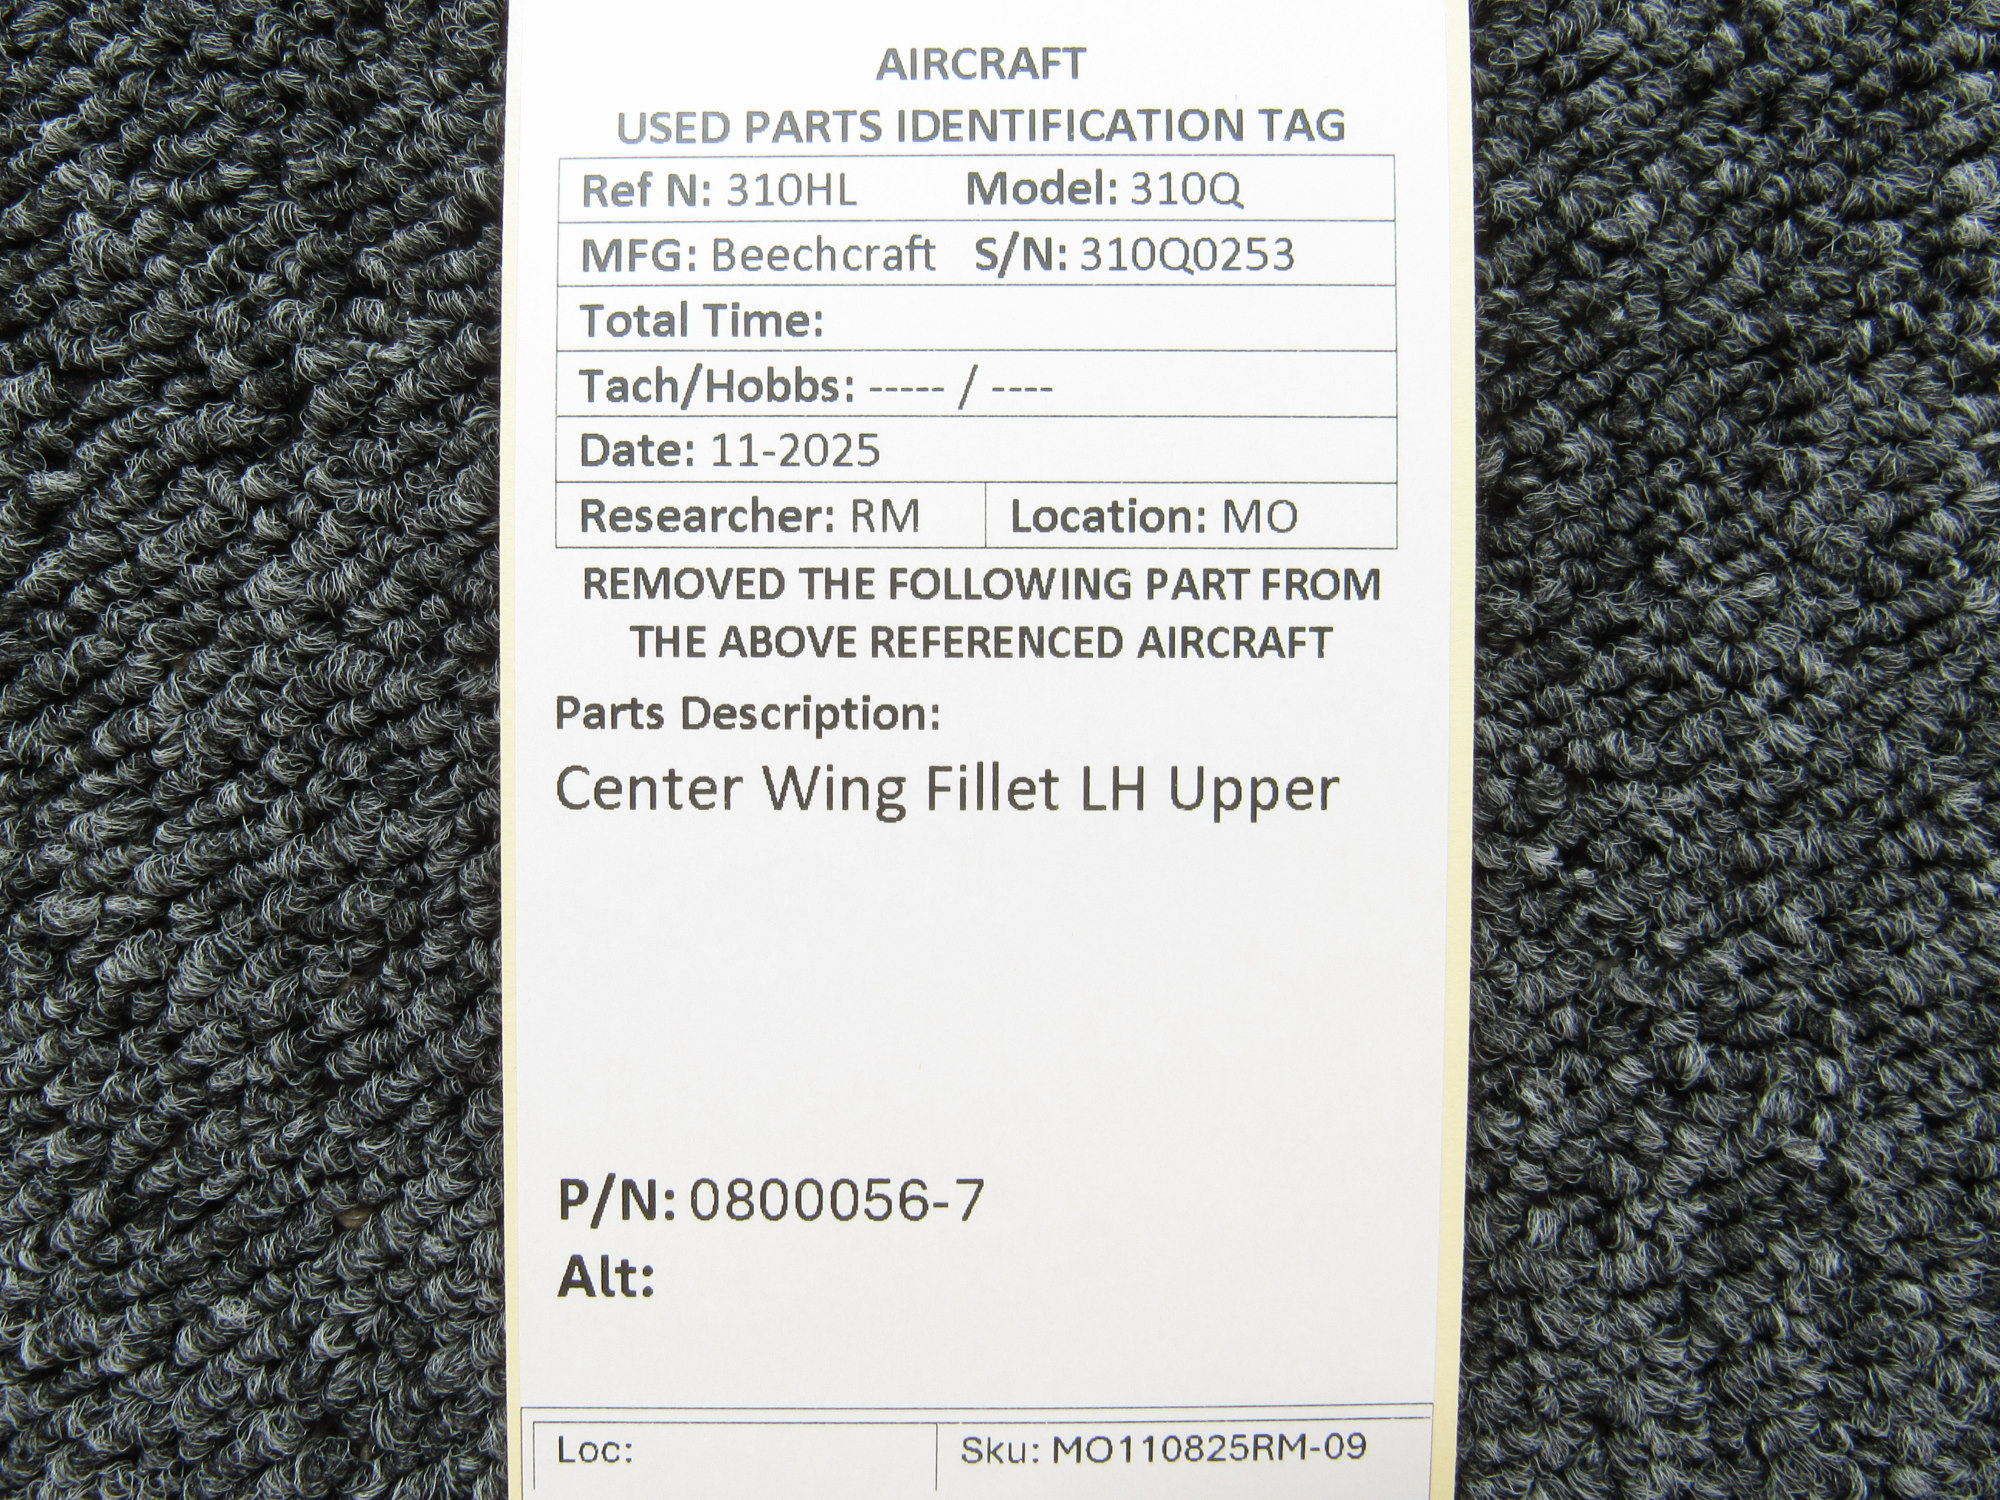 AIRCRAFT
USED PARTS IDENTIFICATION TAG
Ref N: 310HL Model: 310Q
MFG: Beechcraft S/N: 310Q0253
Total Time:
Tach/Hobbs: ----- / ----
Date: 11-2025
Researcher: RM Location: MO
REMOVED THE FOLLOWING PART FROM
THE ABOVE REFERENCED AIRCRAFT
Parts Description:
Center Wing Fillet LH Upper
P/N: 0800056-7
Alt:
Loc: Sku: MO110825RM-09